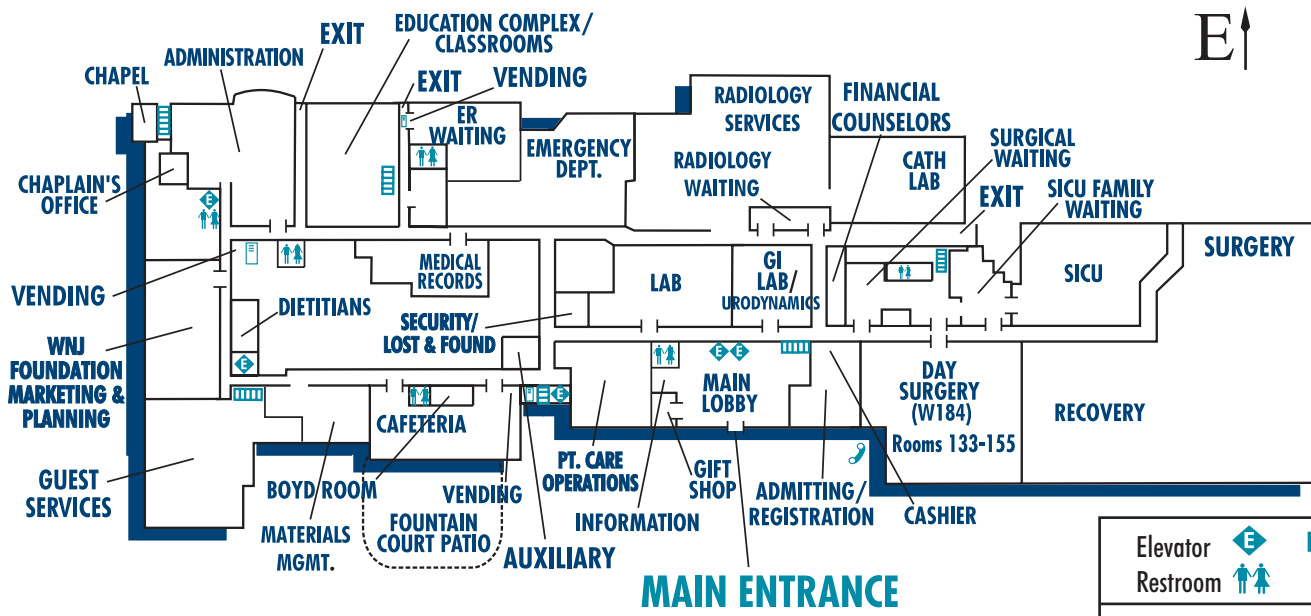 E
EXIT
EDUCATION COMPLEX/
CLASSROOMS
ADMINISTRATION
CHAPEL
EXIT
VENDING
ER
WAITING
EMERGENCY
DEPT.
RADIOLOGY
SERVICES
RADIOLOGY
WAITING
FINANCIAL
COUNSELORS
CATH
LAB
SURGICAL
WAITING
EXIT
SICU FAMILY
WAITING
SICU
SURGERY
CHAPLAIN'S
OFFICE
E
VENDING
DIETITIANS
MEDICAL
RECORDS
SECURITY/
LOST & FOUND
LAB
GI
LAB
URODYNAMICS
WNJ
FOUNDATION
MARKETING &
PLANNING
E
E
E
E
MAIN
LOBBY
DAY
SURGERY
(W184)
Rooms 133-155
RECOVERY
CAFETERIA
GUEST
SERVICES
BOYD ROOM
VENDING
PT. CARE
OPERATIONS
GIFT
SHOP
ADMITTING/
REGISTRATION
CASHIER
MATERIALS
MGMT.
FOUNTAIN
COURT PATIO
INFORMATION
AUXILIARY
MAIN ENTRANCE
Elevator E
Restroom